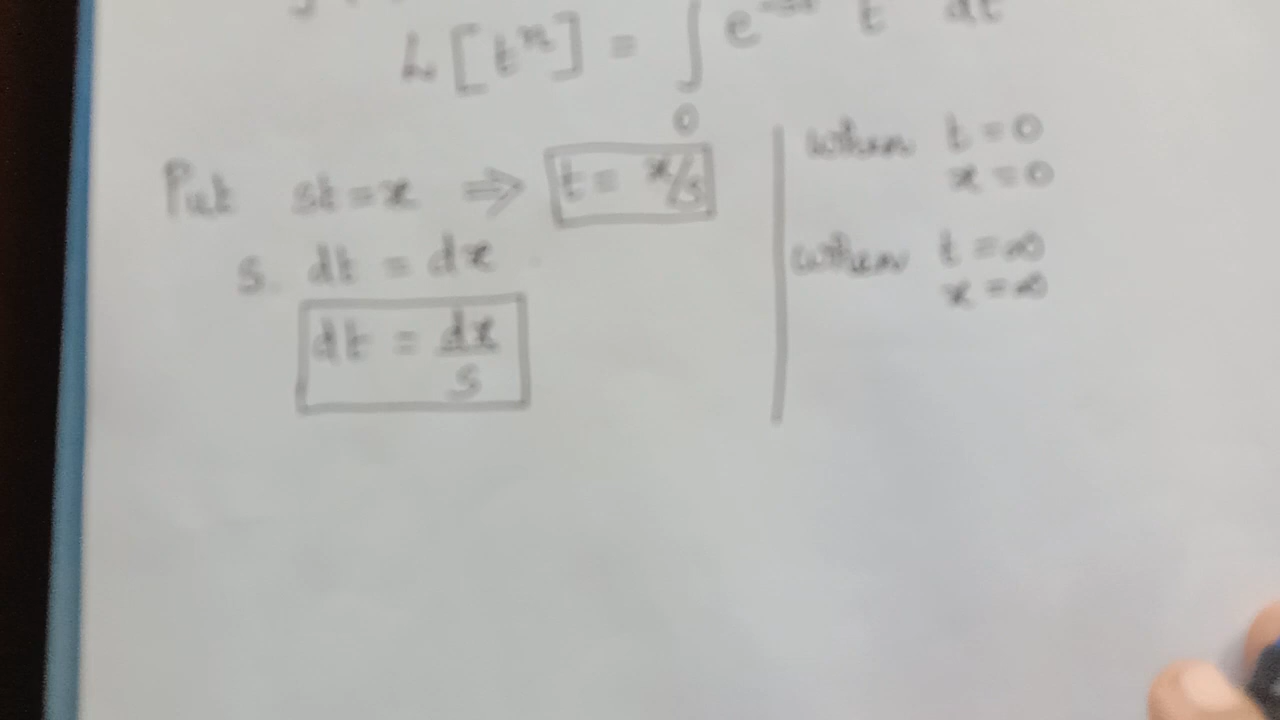 L[tⁿ] = ∫ e t dt
0
Put st = x ⇒ t = x/s
s. dt = dx
dt = dx/s
when t = 0
x = 0
when t = ∞
x = ∞